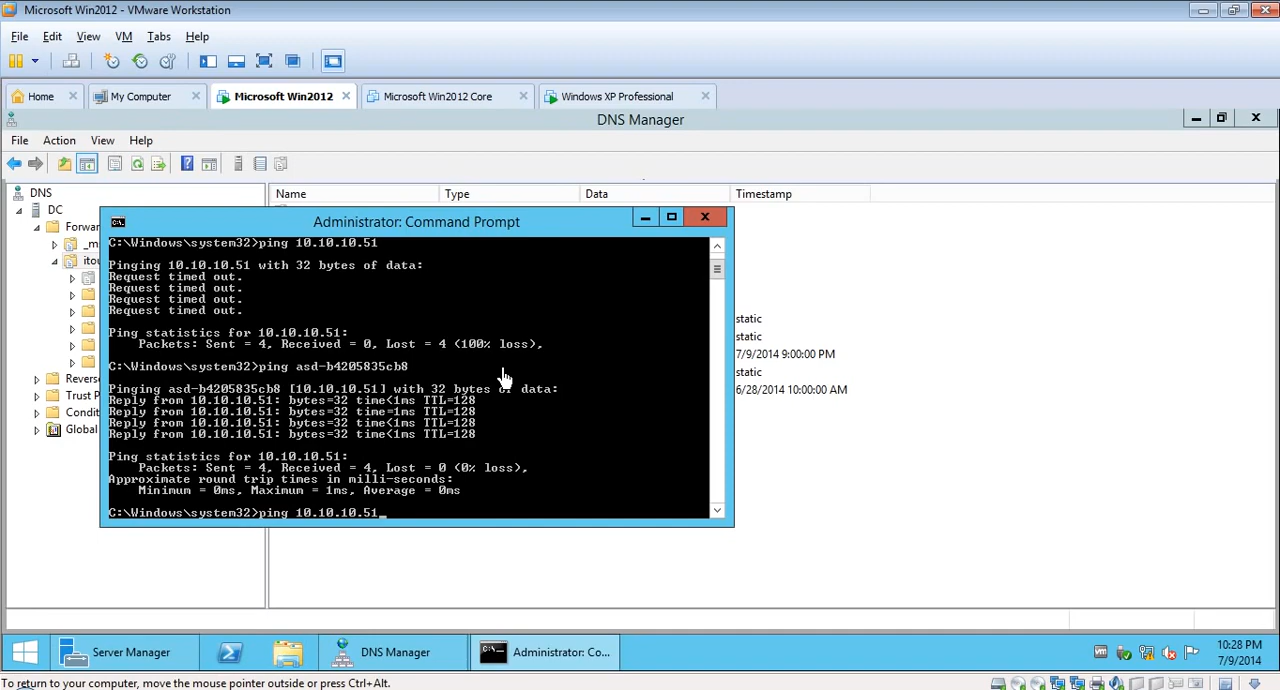 Microsoft Win2012 - VMware Workstation
File Edit View VM Tabs Help
Home My Computer Microsoft Win2012 Microsoft Win2012 Core Windows XP Professional
DNS Manager
File Action View Help
DNS
DC
Forwar
_ms
itou
Reverse
Trust P
Condit
Global
Name Type Data Timestamp
static
static
7/9/2014 9:00:00 PM
static
6/28/2014 10:00:00 AM
Administrator: Command Prompt
C:\Windows\system32>ping 10.10.10.51
Pinging 10.10.10.51 with 32 bytes of data:
Request timed out.
Request timed out.
Request timed out.
Request timed out.
Ping statistics for 10.10.10.51:
Packets: Sent = 4, Received = 0, Lost = 4 (100% loss),
C:\Windows\system32>ping asd-b4205835cb8
Pinging asd-b4205835cb8 [10.10.10.51] with 32 bytes of data:
Reply from 10.10.10.51: bytes=32 time<1ms TTL=128
Reply from 10.10.10.51: bytes=32 time=1ms TTL=128
Reply from 10.10.10.51: bytes=32 time<1ms TTL=128
Reply from 10.10.10.51: bytes=32 time<1ms TTL=128
Ping statistics for 10.10.10.51:
Packets: Sent = 4, Received = 4, Lost = 0 (0% loss),
Approximate round trip times in milli-seconds:
Minimum = 0ms, Maximum = 1ms, Average = 0ms
C:\Windows\system32>ping 10.10.10.51_
Server Manager DNS Manager Administrator: Co...
10:28 PM
7/9/2014
To return to your computer, move the mouse pointer outside or press Ctrl+Alt.